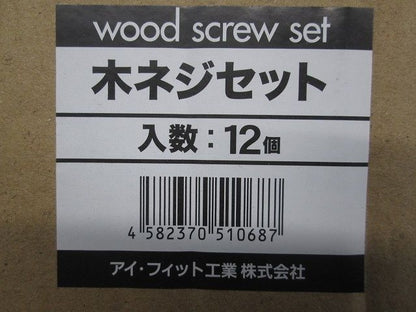 wood screw set
木ネジセット
入数：12個
4 582370 510687
アイ・フィット工業 株式会社